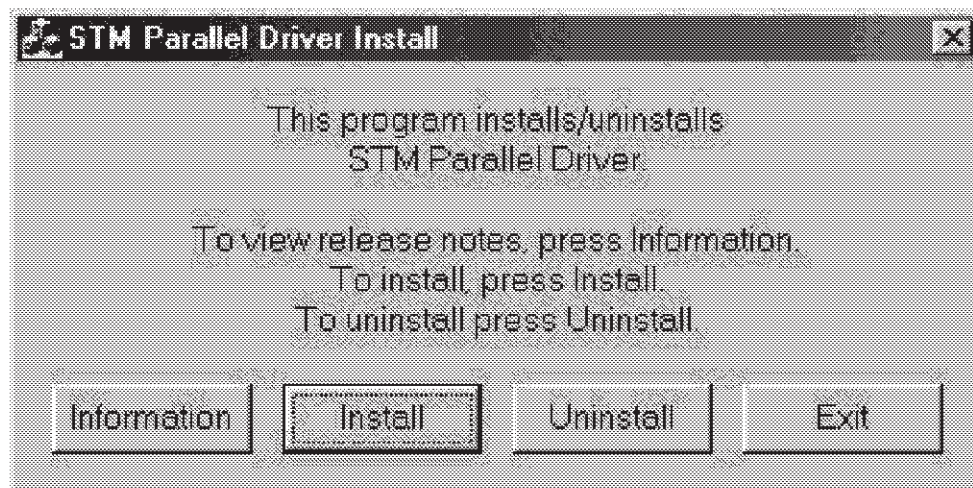 STM Parallel Driver Install
This program installs/uninstalls
STM Parallel Driver.
To view release notes, press Information.
To install, press Install.
To uninstall press Uninstall.
Information
Install
Uninstall
Exit